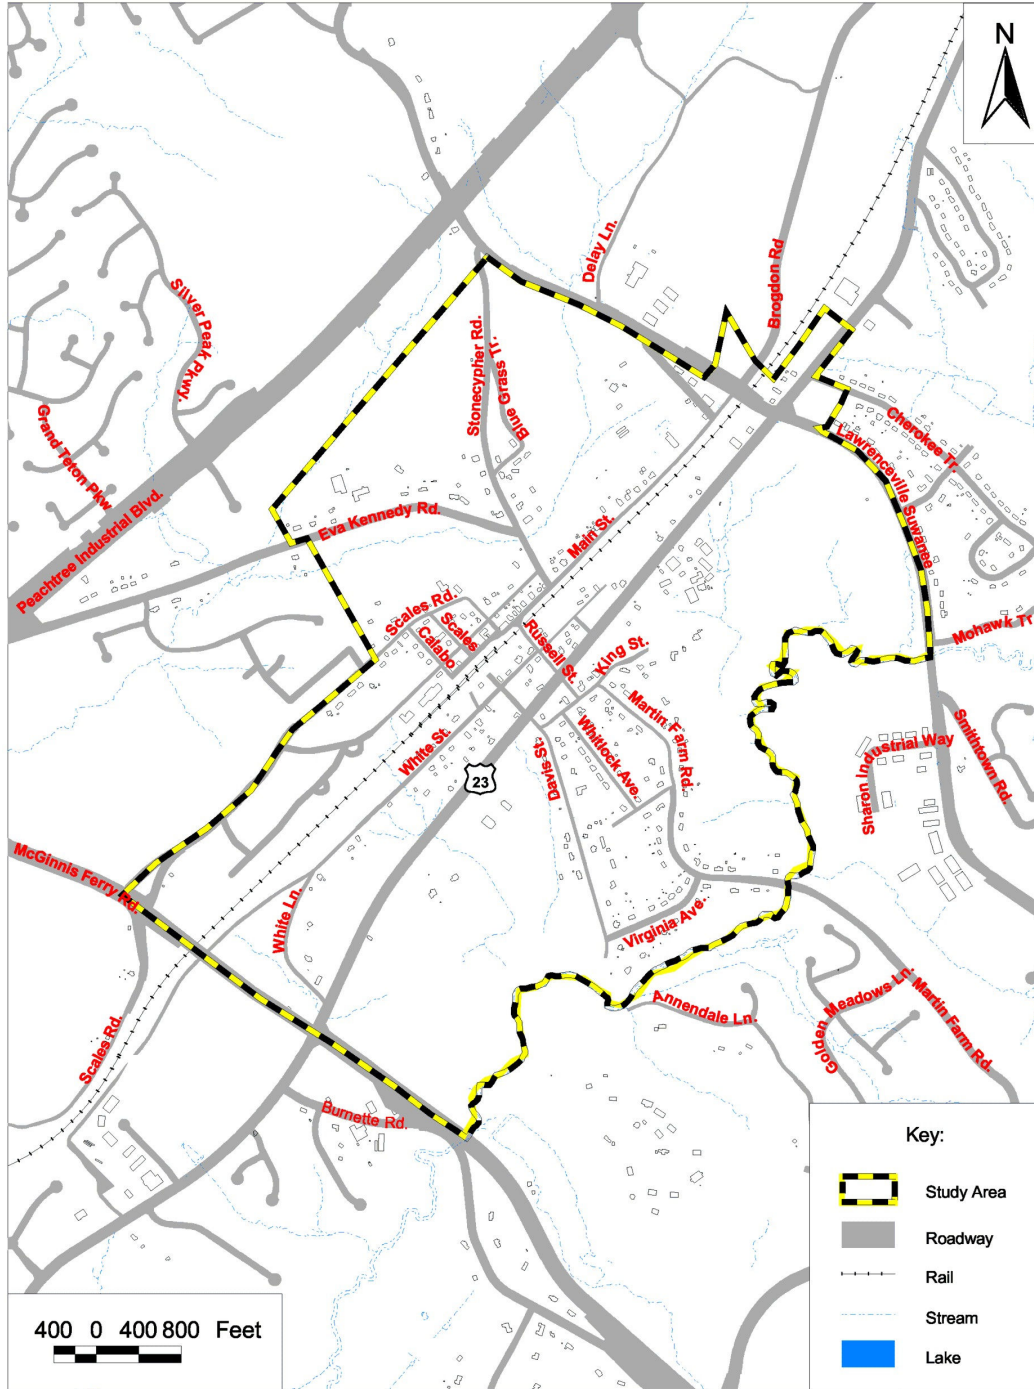 N
Delay Ln.
Brogdon Rd
Silver Peak Pkwy.
Stonecypher Rd.
Blue Grass Tr.
Grand Teton Pkw
Cherokee Tr.
Lawrenceville Suwanee
Peachtree Industrial Blvd.
Eva Kennedy Rd.
Main St.
Scales Rd.
Scales
Calabo
Russell St.
King St.
Mohawk Tr
Martin Farm Rd.
White St.
Whitlock Ave.
Davis St.
23
Sharon Industrial Way
Smithtown Rd.
McGinnis Ferry Rd.
White Ln.
Virginia Ave.
Annendale Ln.
Golden Meadows Ln.
Martin Farm Rd.
Scales Rd.
Burnette Rd.
Key:
Study Area
Roadway
Rail
Stream
Lake
400 0 400 800 Feet